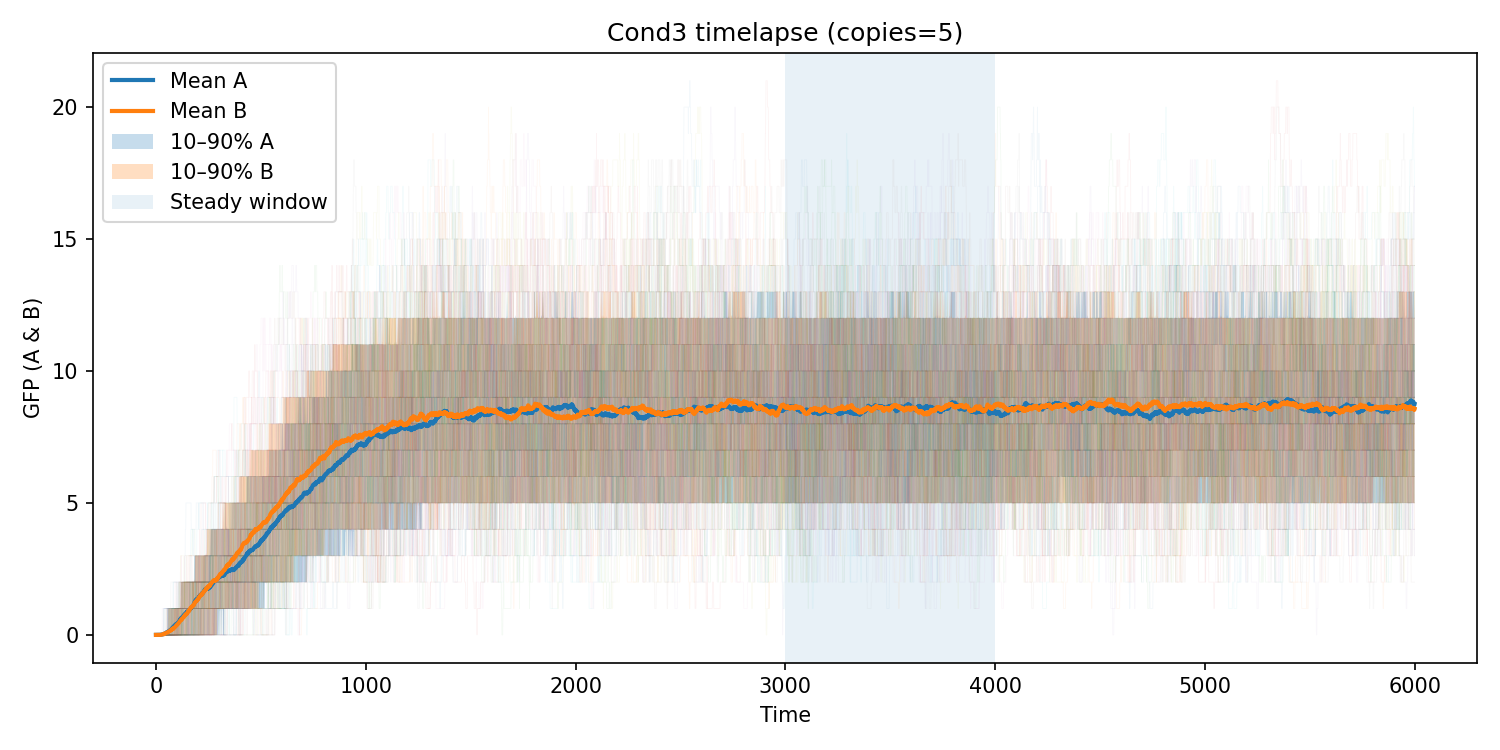 Cond3 timelapse (copies=5)
Mean A
Mean B
10–90% A
10–90% B
Steady window
GFP (A & B)
20
15
10
5
0
0 1000 2000 3000 4000 5000 6000
Time